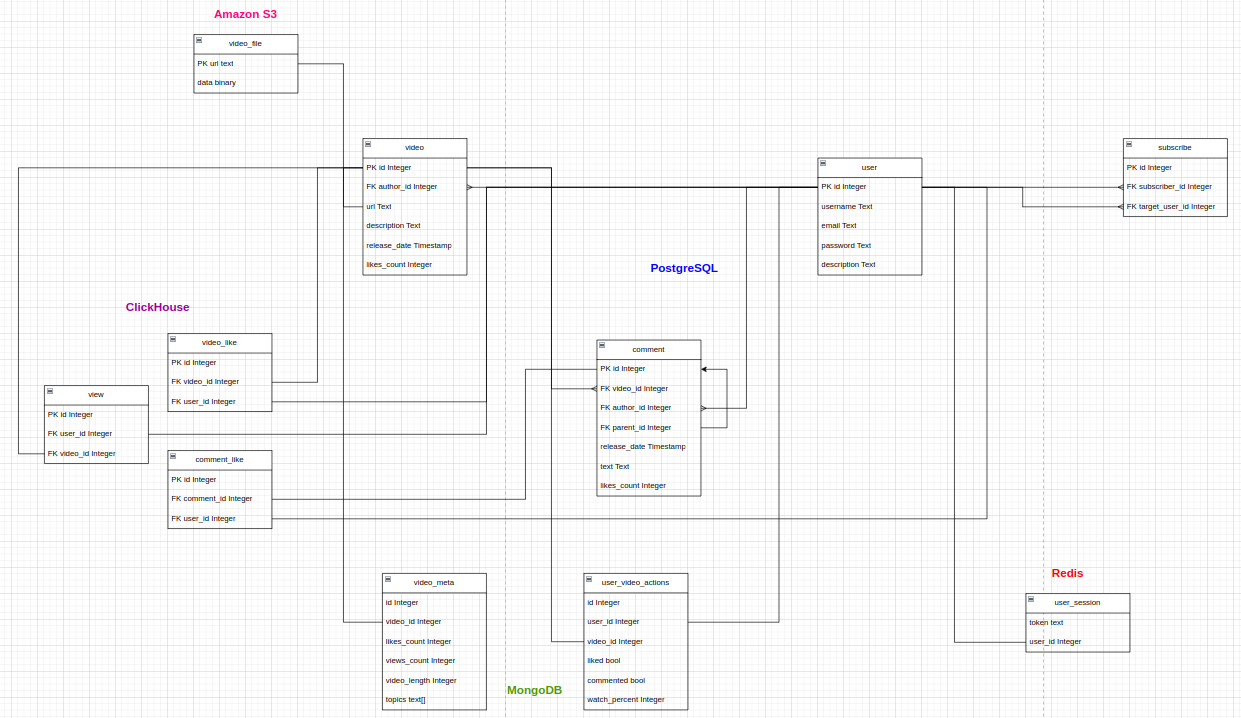 Amazon S3
video_file
PK url text
data binary
video
PK id Integer
FK author_id Integer
url Text
description Text
release_date Timestamp
likes_count Integer
user
PK id Integer
username Text
email Text
password Text
description Text
subscribe
PK id Integer
FK subscriber_id Integer
FK target_user_id Integer
PostgreSQL
ClickHouse
video_like
PK id Integer
FK video_id Integer
FK user_id Integer
view
PK id Integer
FK user_id Integer
FK video_id Integer
comment_like
PK id Integer
FK comment_id Integer
FK user_id Integer
comment
PK id Integer
FK video_id Integer
FK author_id Integer
FK parent_id Integer
release_date Timestamp
text Text
likes_count Integer
video_meta
id Integer
video_id Integer
likes_count Integer
views_count Integer
video_length Integer
topics text[]
MongoDB
user_video_actions
id Integer
user_id Integer
video_id Integer
liked bool
commented bool
watch_percent Integer
Redis
user_session
token text
user_id Integer